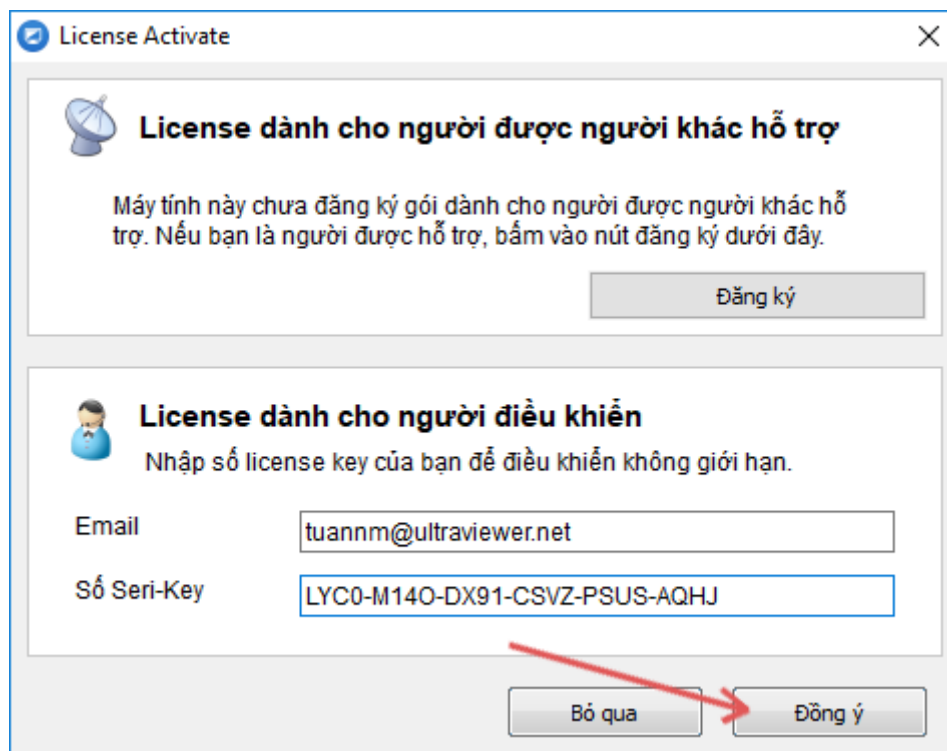 License Activate
License dành cho người được người khác hỗ trợ
Máy tính này chưa đăng ký gói dành cho người được người khác hỗ
trợ. Nếu bạn là người được hỗ trợ, bấm vào nút đăng ký dưới đây.
Đăng ký
License dành cho người điều khiển
Nhập số license key của bạn để điều khiển không giới hạn.
Email
tuannm@ultraviewer.net
Số Seri-Key
LYC0-M14O-DX91-CSVZ-PSUS-AQHJ
Bỏ qua
Đồng ý